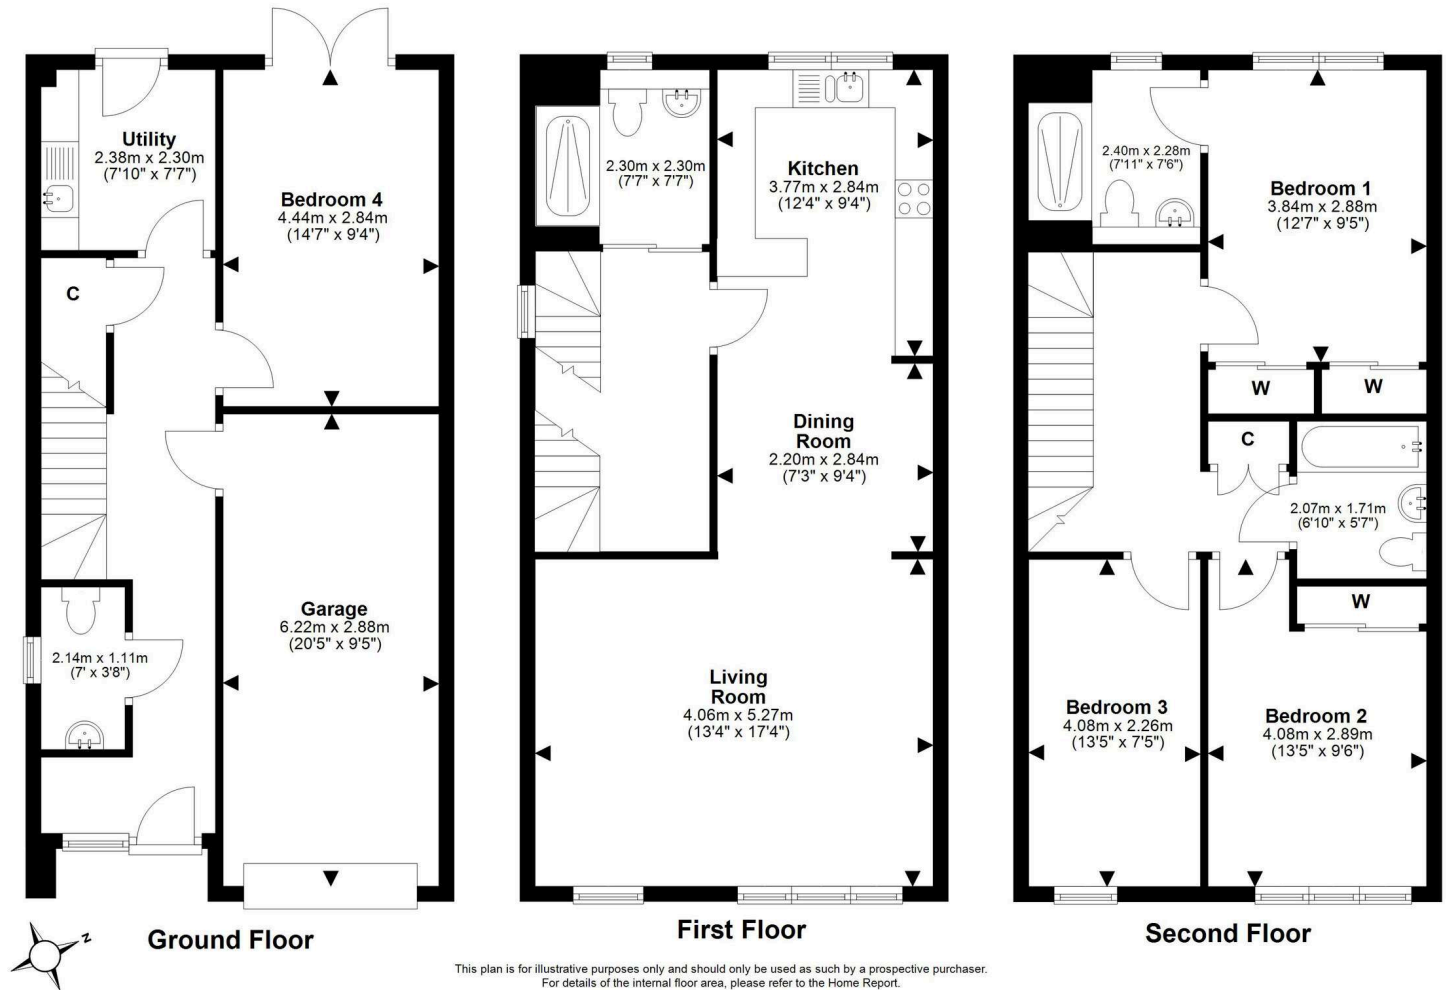 Utility
2.38m x 2.30m
(7'10" x 7'7")
Bedroom 4
4.44m x 2.84m
(14'7" x 9'4")
C
Garage
6.22m x 2.88m
(20'5" x 9'5")
2.14m x 1.11m
(7' x 3'8")
Z
Ground Floor
2.30m x 2.30m
(7'7" x 7'7")
Kitchen
3.77m x 2.84m
(12'4" x 9'4")
Dining
Room
2.20m x 2.84m
(7'3" x 9'4")
Living
Room
4.06m x 5.27m
(13'4" x 17'4")
First Floor
2.40m x 2.28m
(7'11" x 7'6")
Bedroom 1
3.84m x 2.88m
(12'7" x 9'5")
W
W
C
2.07m x 1.71m
(6'10" x 5'7")
W
Bedroom 3
4.08m x 2.26m
(13'5" x 7'5")
Bedroom 2
4.08m x 2.89m
(13'5" x 9'6")
Second Floor
This plan is for illustrative purposes only and should only be used as such by a prospective purchaser.
For details of the internal floor area, please refer to the Home Report.